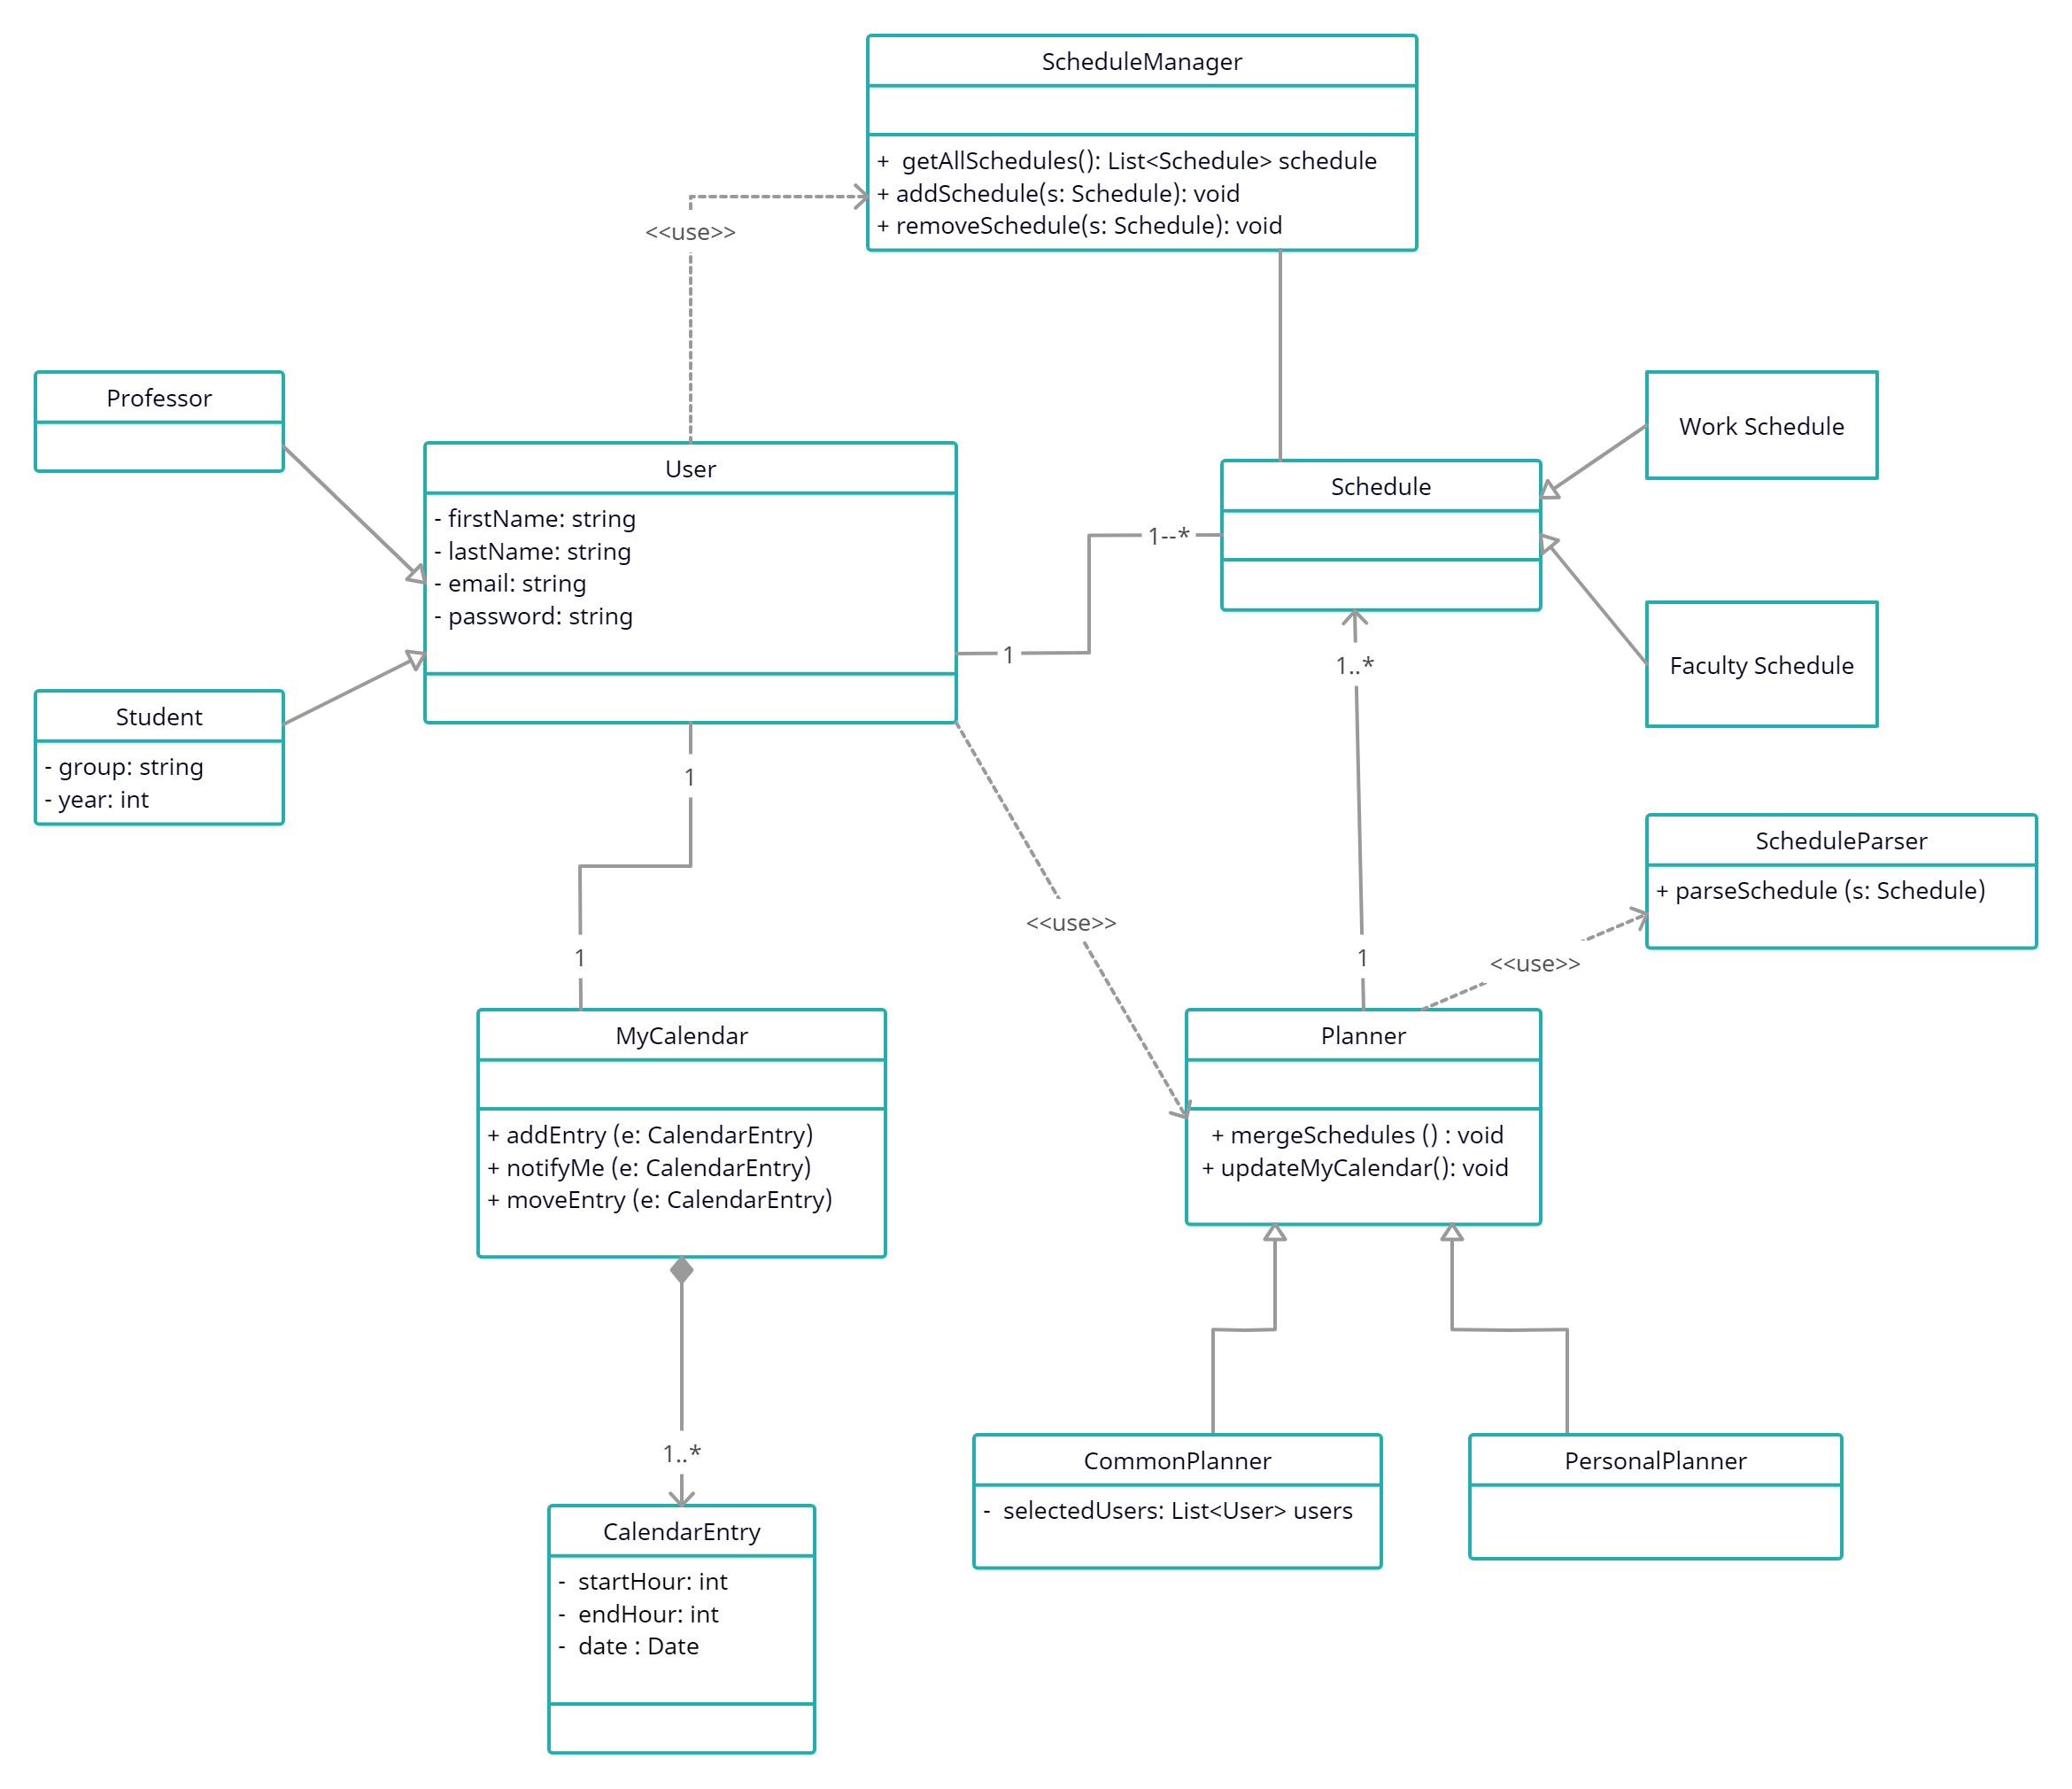 ScheduleManager
+  getAllSchedules(): List<Schedule> schedule
+ addSchedule(s: Schedule): void
+ removeSchedule(s: Schedule): void
<<use>>
Professor
User
- firstName: string
- lastName: string
- email: string
- password: string
Schedule
Work Schedule
1--*
1
Faculty Schedule
1..*
Student
- group: string
- year: int
1
ScheduleParser
+ parseSchedule (s: Schedule)
<<use>>
<<use>>
1
1
MyCalendar
+ addEntry (e: CalendarEntry)
+ notifyMe (e: CalendarEntry)
+ moveEntry (e: CalendarEntry)
Planner
+ mergeSchedules () : void
+ updateMyCalendar(): void
1..*
CommonPlanner
-  selectedUsers: List<User> users
PersonalPlanner
CalendarEntry
-  startHour: int
-  endHour: int
-  date : Date